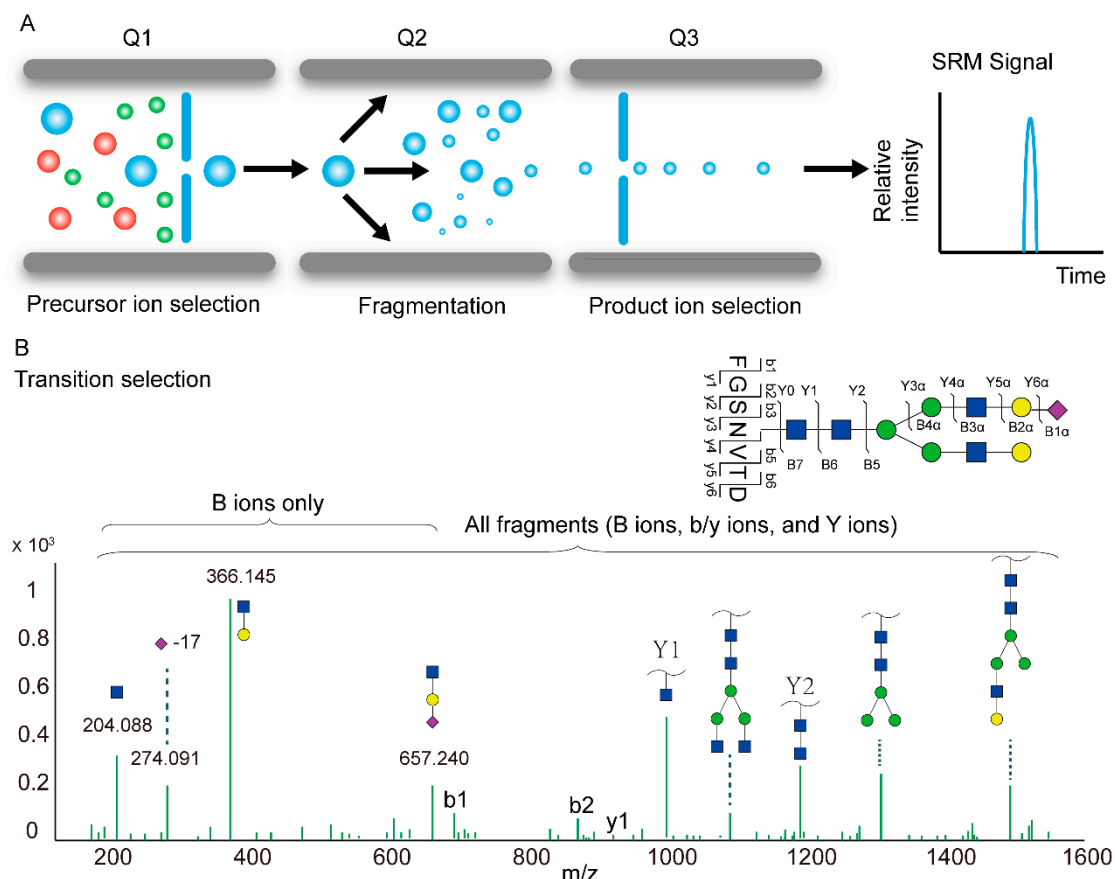 A
Q1
Q2
Q3
SRM Signal
Relative
intensity
Time
Precursor ion selection
Fragmentation
Product ion selection
B
Transition selection
F G S N V T D
b1
b2
b3
b5
b6
y1
y2
y3
y4
y5
y6
Y0 Y1 Y2 Y3α Y4α Y5α Y6α
B7 B6 B5 B4α B3α B2α B1α
B ions only
All fragments (B ions, b/y ions, and Y ions)
x 10³
1
0.8
0.6
0.4
0.2
0
204.088
-17
274.091
366.145
657.240
b1
b2
y1
Y1
Y2
200 400 600 800 1000 1200 1400 1600
m/z